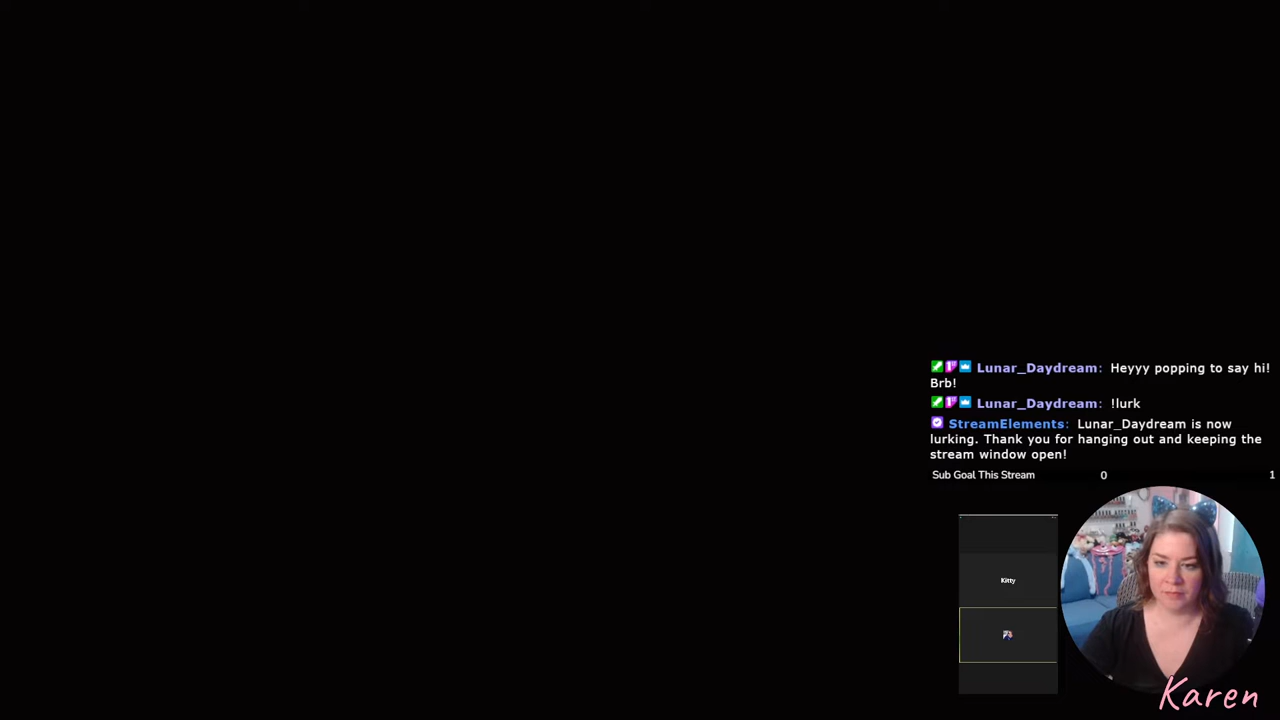 Lunar_Daydream: Heyyy popping to say hi!
Brb!
Lunar_Daydream: !lurk
StreamElements: Lunar_Daydream is now
lurking. Thank you for hanging out and keeping the
stream window open!
Sub Goal This Stream 0 1
Kitty
Karen